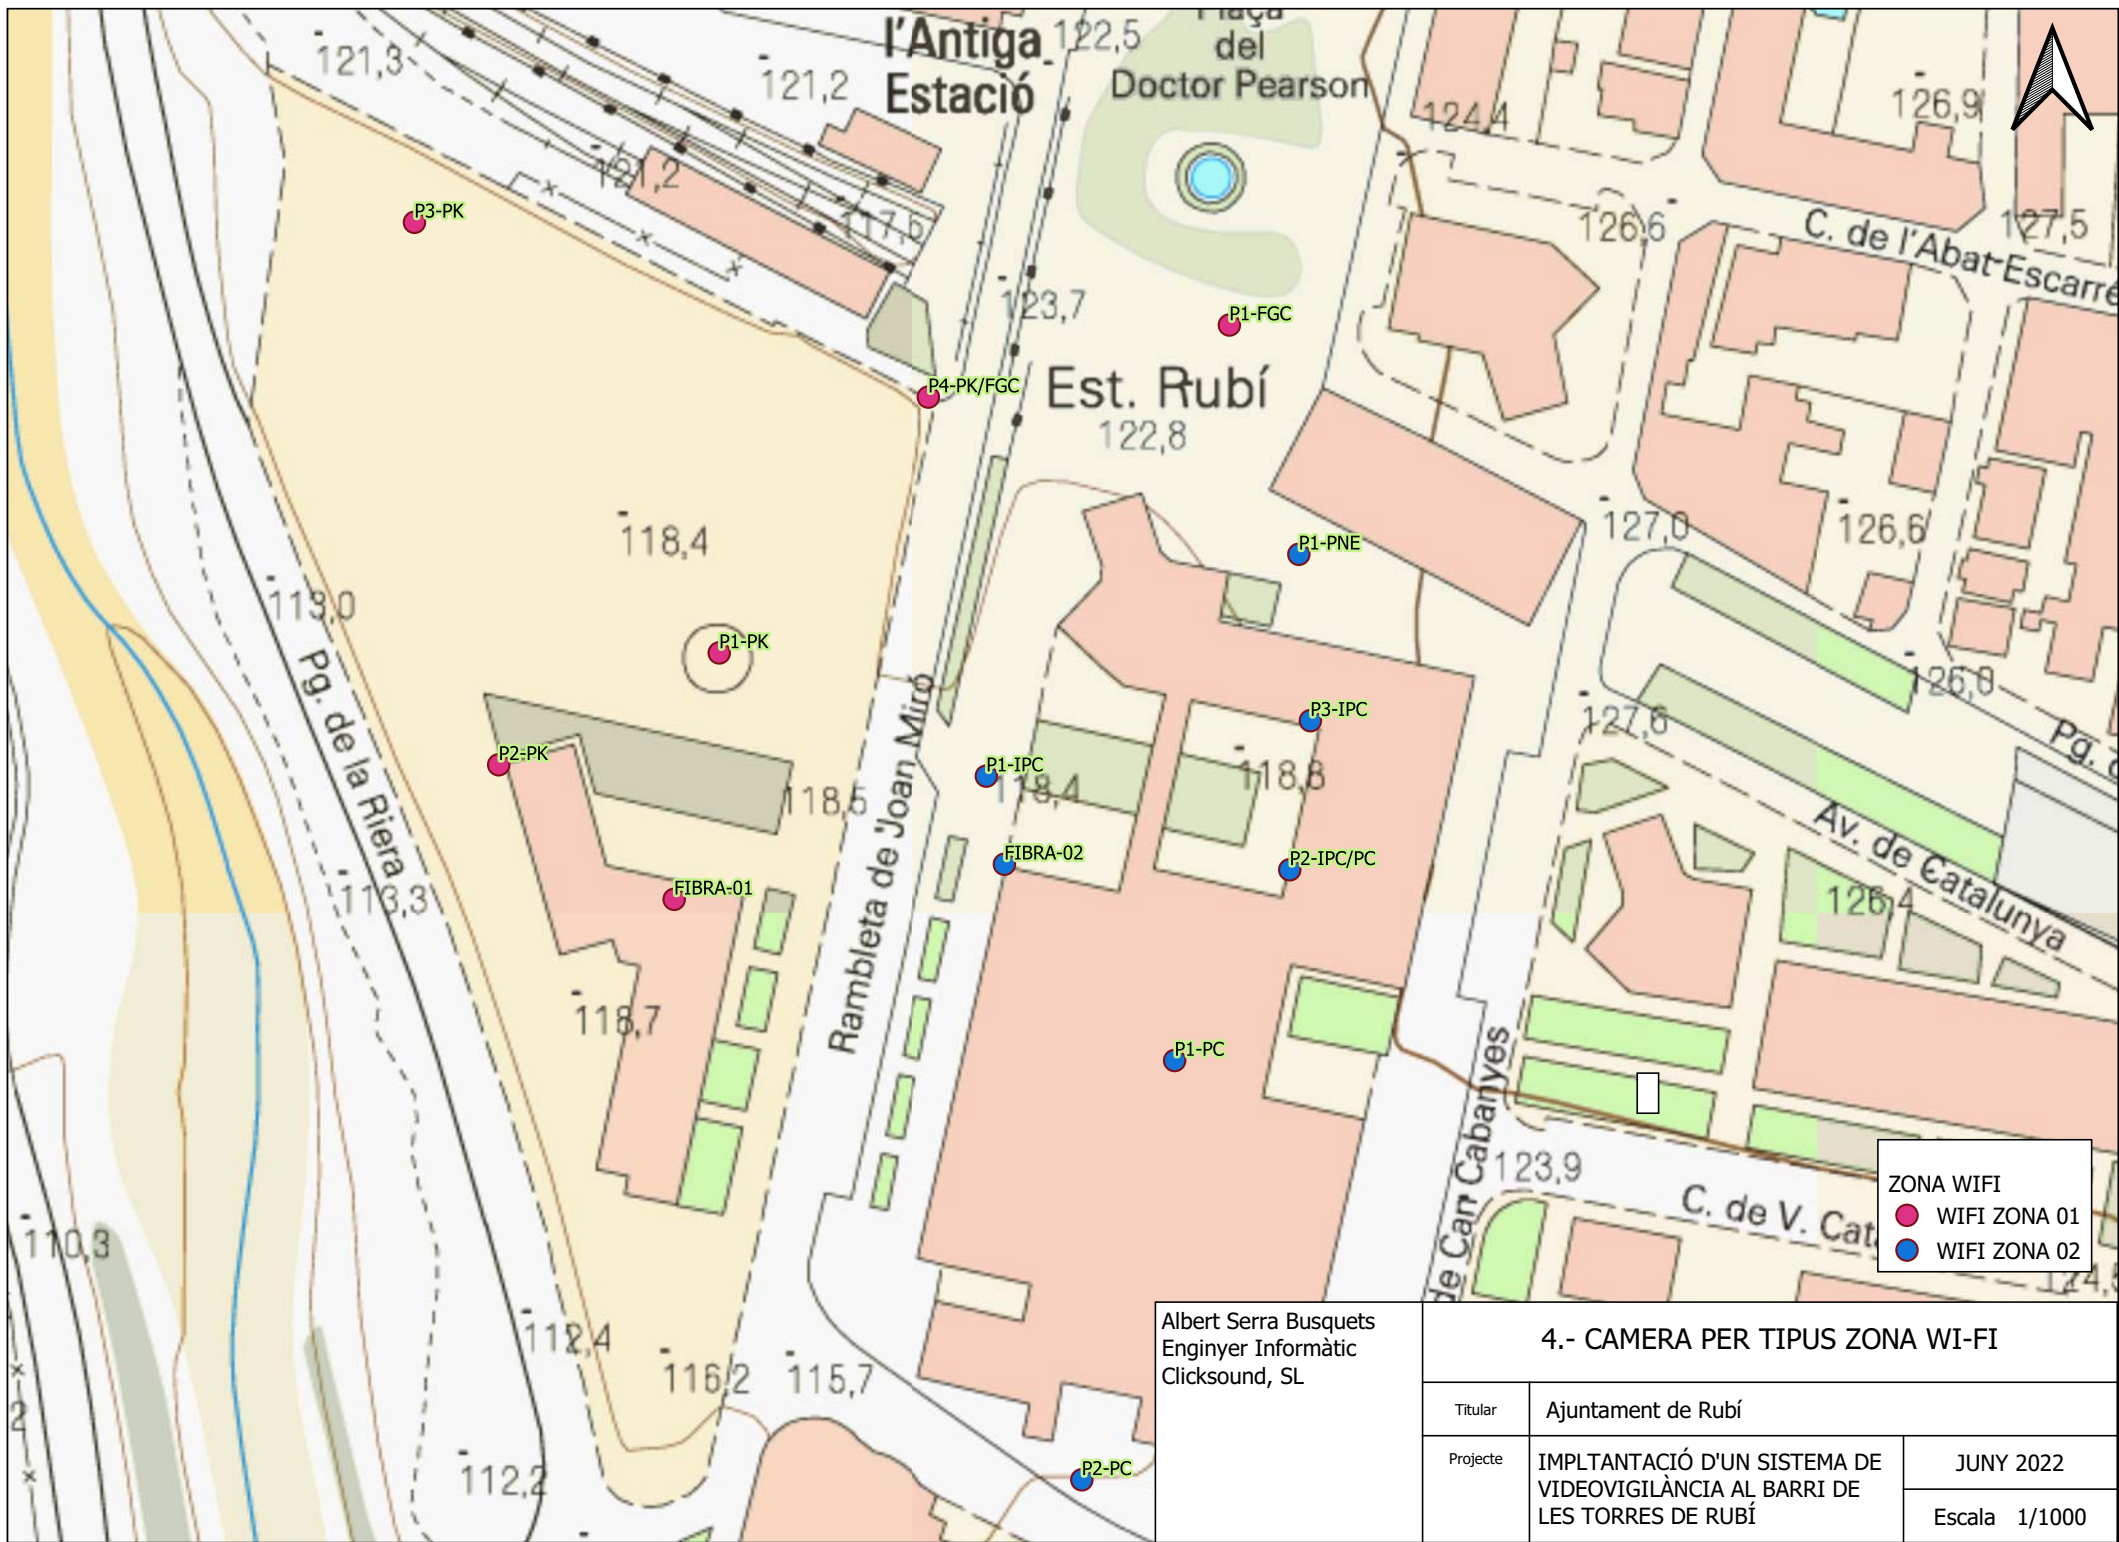 l'Antiga
Estació
122,5
Plaça
del
Doctor Pearson
121,3
121,2
124,4
126,9
121,2
117,5
126,6
C. de l'Abat Escarré
127,5
P3-PK
123,7
P1-FGC
P4-PK/FGC
Est. Rubí
122,8
118,4
127,0
126,6
P1-PNE
113,0
P1-PK
Pg. de la Riera
126,0
P3-IPC
127,6
Pg. d
P2-PK
P1-IPC
118,4
118,8
118,5
Rambleta de Joan Miró
Av. de Catalunya
FIBRA-02
P2-IPC/PC
FIBRA-01
113,3
126,4
118,7
P1-PC
de Can Cabanyes
123,9
C. de V. Cat
110,3
124,5
ZONA WIFI
WIFI ZONA 01
WIFI ZONA 02
112,4
116,2
115,7
2
112,2
P2-PC
Albert Serra Busquets
Enginyer Informàtic
Clicksound, SL
4.- CAMERA PER TIPUS ZONA WI-FI
Titular
Ajuntament de Rubí
Projecte
IMPLTANTACIÓ D'UN SISTEMA DE
VIDEOVIGILÀNCIA AL BARRI DE
LES TORRES DE RUBÍ
JUNY 2022
Escala 1/1000